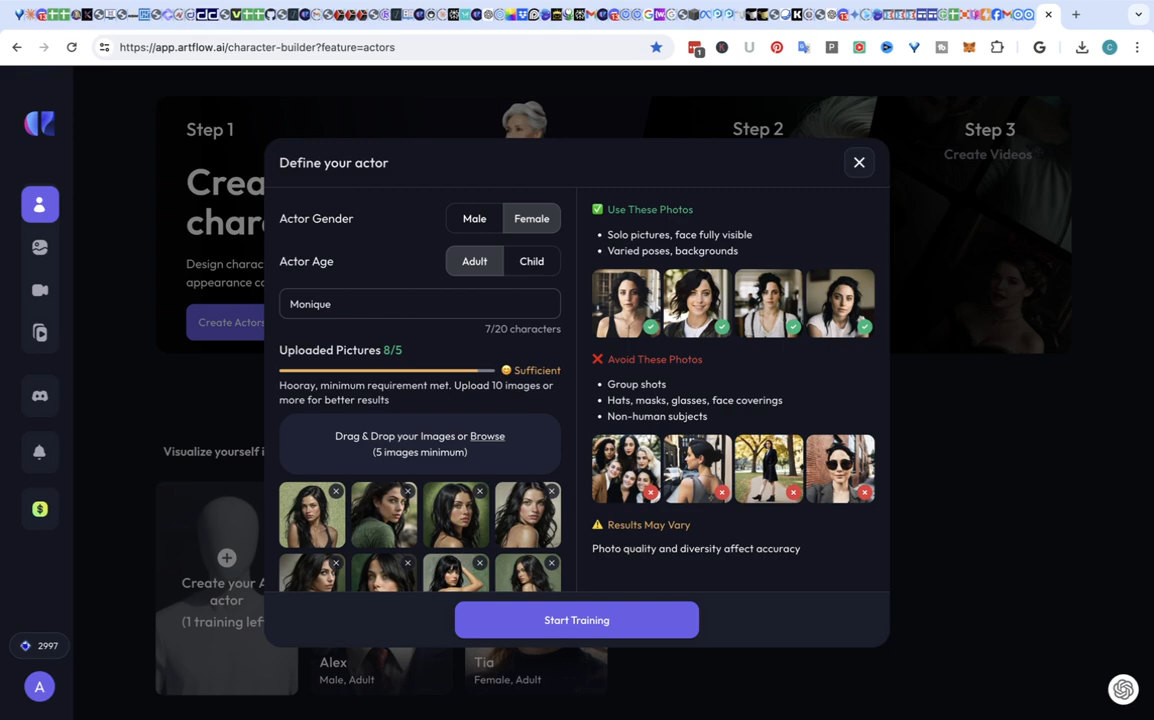 https://app.artflow.ai/character-builder?feature=actors
1
G
C
Step 1
Step 2
Step 3
Create Videos
Crea
chara
Design charac
appearance co
Create Actors
Define your actor
Actor Gender
Male
Female
Actor Age
Adult
Child
Monique
7/20 characters
Uploaded Pictures 8/5
Sufficient
Hooray, minimum requirement met. Upload 10 images or
more for better results
Drag & Drop your Images or Browse
(5 images minimum)
Use These Photos
• Solo pictures, face fully visible
• Varied poses, backgrounds
Avoid These Photos
• Group shots
• Hats, masks, glasses, face coverings
• Non-human subjects
Results May Vary
Photo quality and diversity affect accuracy
Start Training
Visualize yourself i
Create your A
actor
(1 training lef
Alex
Male, Adult
Tia
Female, Adult
2997
A